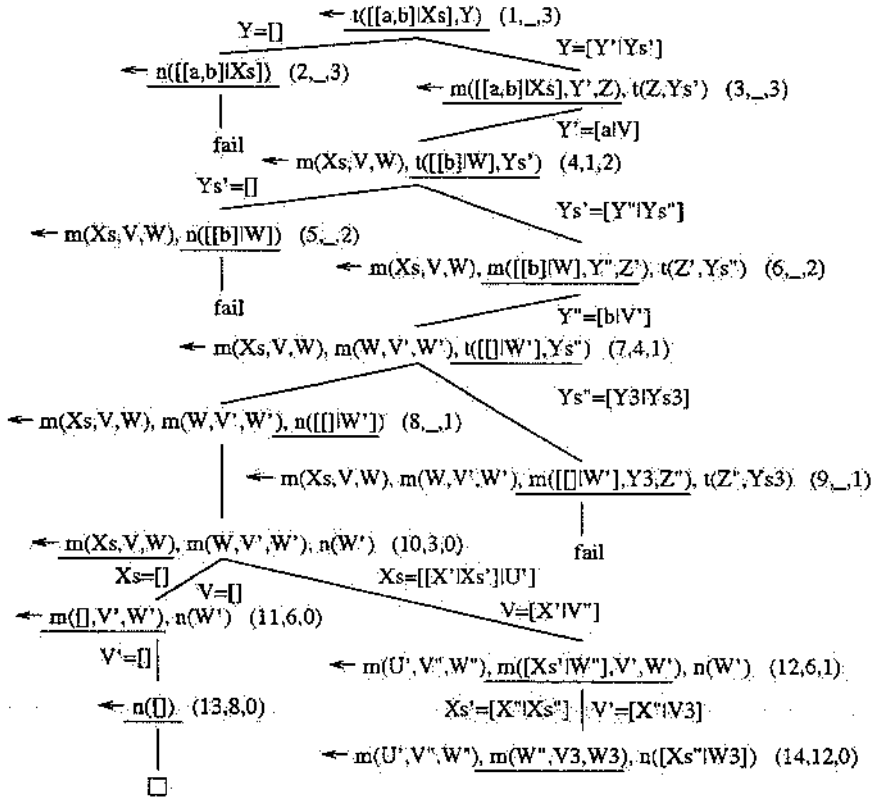 ← t([[a,b]|Xs],Y) (1,_,3)
Y=[]
Y=[Y'|Ys']
← n([[a,b]|Xs]) (2,_,3)
← m([[a,b]|Xs],Y',Z), t(Z,Ys') (3,_,3)
fail
Y'=[a|V]
← m(Xs,V,W), t([[b]|W],Ys') (4,1,2)
Ys'=[]
Ys'=[Y"|Ys"]
← m(Xs,V,W), n([[b]|W]) (5,_,2)
← m(Xs,V,W), m([[b]|W],Y",Z'), t(Z',Ys") (6,_,2)
fail
Y"=[b|V']
← m(Xs,V,W), m(W,V',W'), t([[]|W'],Ys") (7,4,1)
Ys"=[Y3|Ys3]
← m(Xs,V,W), m(W,V',W'), n([[]|W']) (8,_,1)
← m(Xs,V,W), m(W,V',W'), m([[]|W'],Y3,Z"), t(Z",Ys3) (9,_,1)
fail
← m(Xs,V,W), m(W,V',W'), n(W') (10,3,0)
Xs=[]
V=[]
Xs=[[X'|Xs']|U']
V=[X'|V"]
← m([],V',W'), n(W') (11,6,0)
V'=[]
← m(U',V",W"), m([Xs'|W"],V',W'), n(W') (12,6,1)
← n([]) (13,8,0)
Xs'=[X"|Xs"]
V'=[X"|V3]
← m(U',V",W"), m(W",V3,W3), n([Xs"|W3]) (14,12,0)